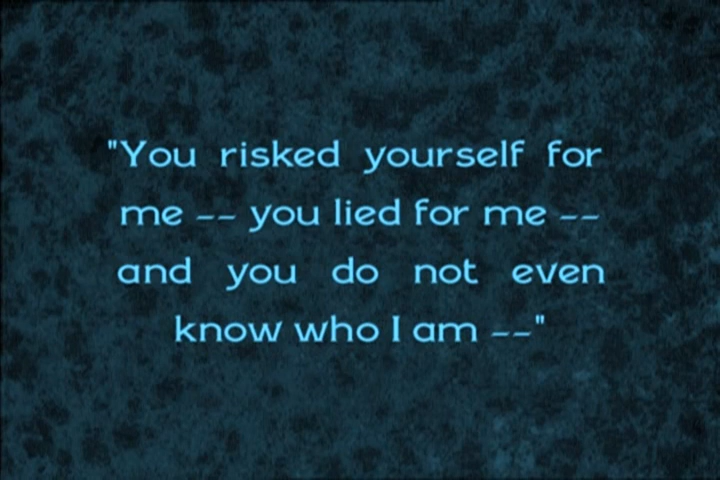 "You risked yourself for
me -- you lied for me --
and you do not even
know who I am --"